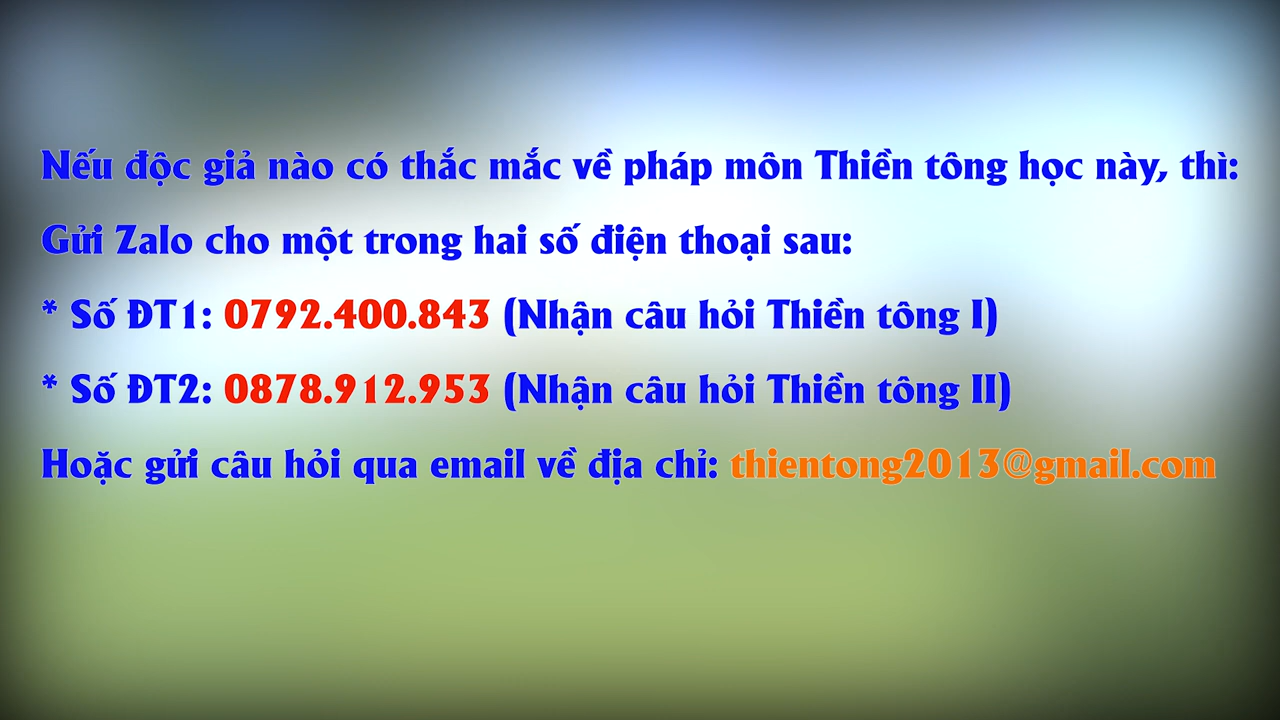 Nếu độc giả nào có thắc mắc về pháp môn Thiền tông học này, thì:
Gửi Zalo cho một trong hai số điện thoại sau:
* Số ĐT1: 0792.400.843 (Nhận câu hỏi Thiền tông I)
* Số ĐT2: 0878.912.953 (Nhận câu hỏi Thiền tông II)
Hoặc gửi câu hỏi qua email về địa chỉ: thientong2013@gmail.com